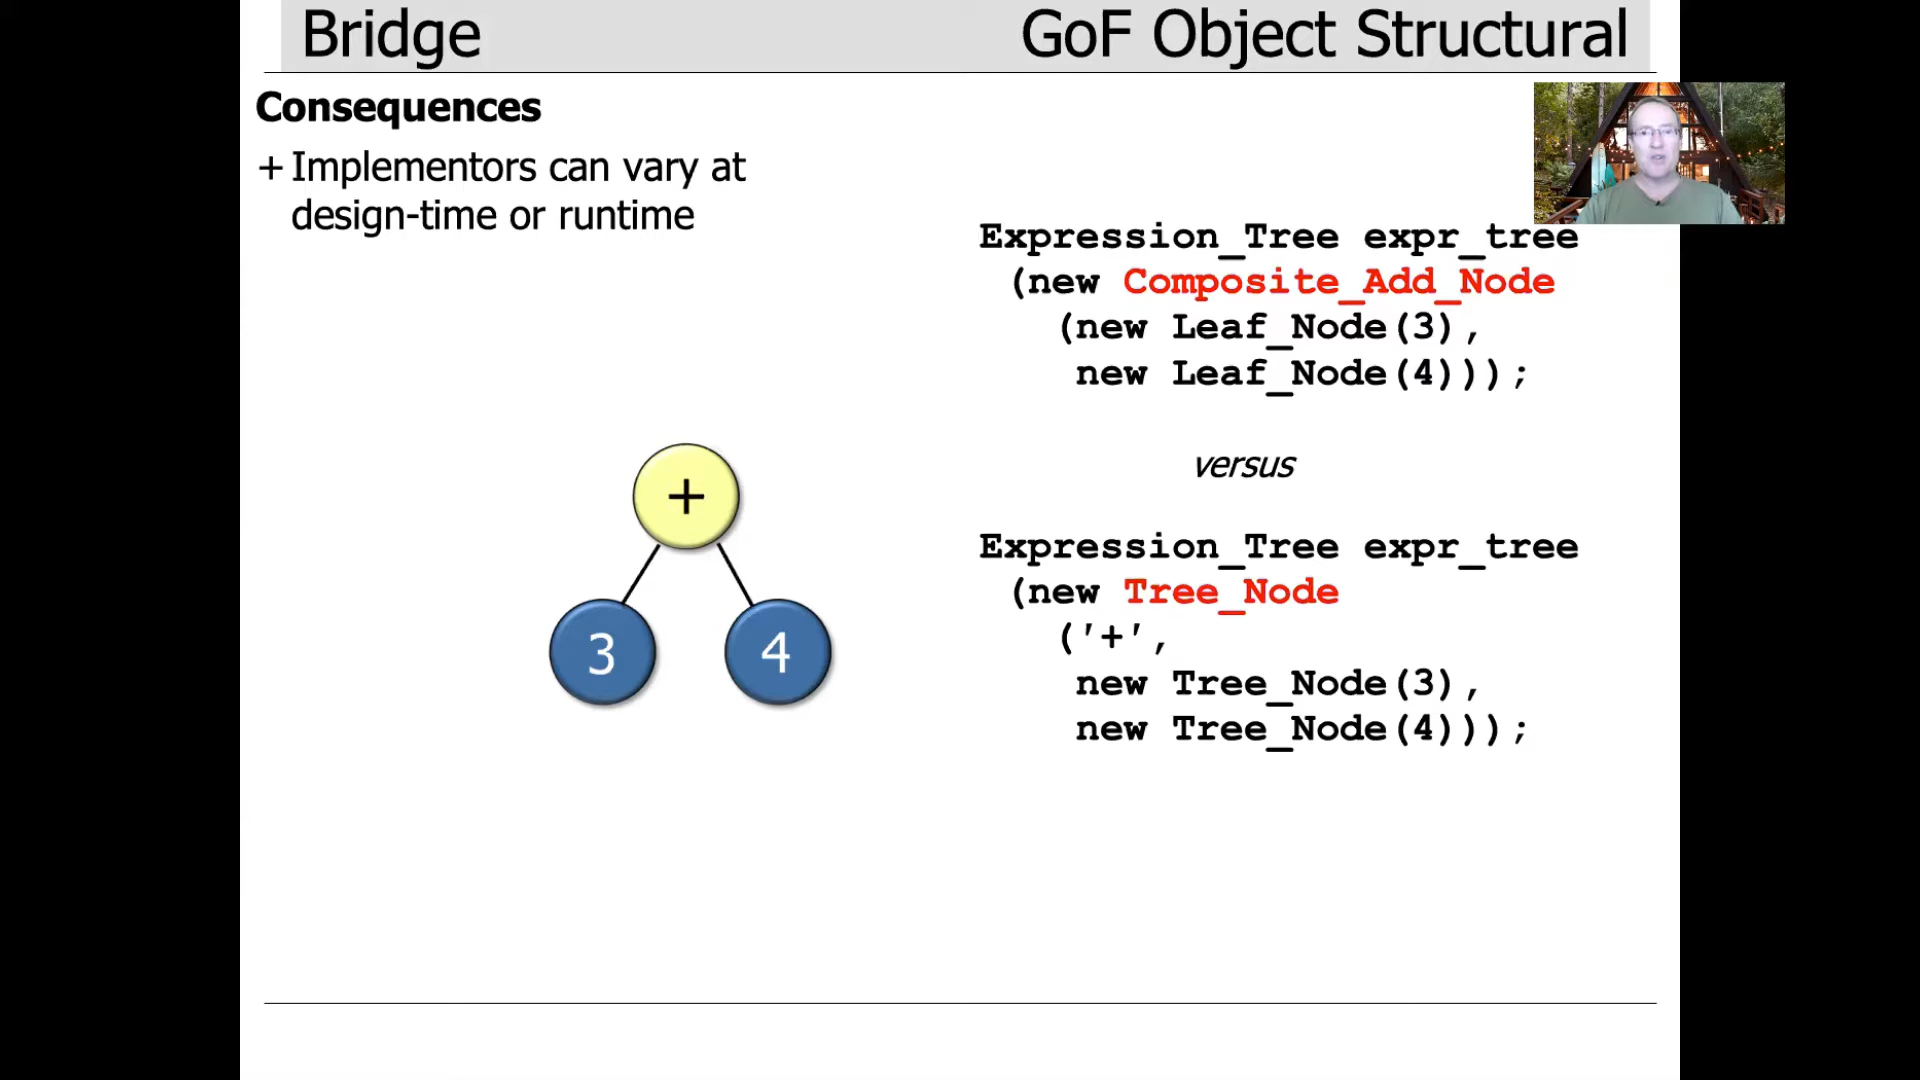 Bridge GoF Object Structural
Consequences
+ Implementors can vary at
design-time or runtime
Expression_Tree expr_tree
(new Composite_Add_Node
(new Leaf_Node(3),
new Leaf_Node(4)));
versus
Expression_Tree expr_tree
(new Tree_Node
('+',
new Tree_Node(3),
new Tree_Node(4)));
+
3 4